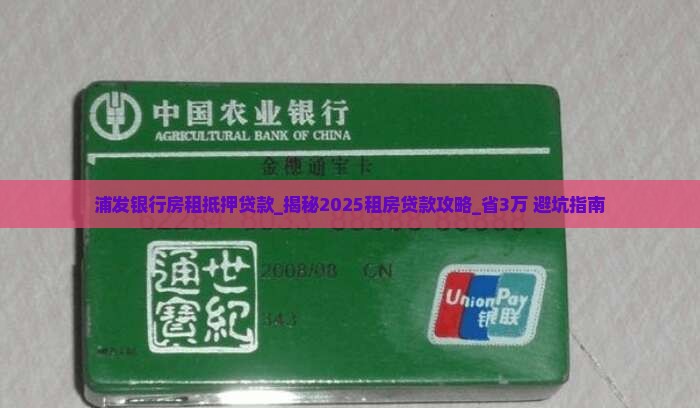 中国农业银行
AGRICULTURAL BANK OF CHINA
金穗通宝卡
浦发银行房租抵押贷款_揭秘2025租房贷款攻略_省3万 避坑指南
2008/08 CN
世紀
通寶
343
UnionPay
银联